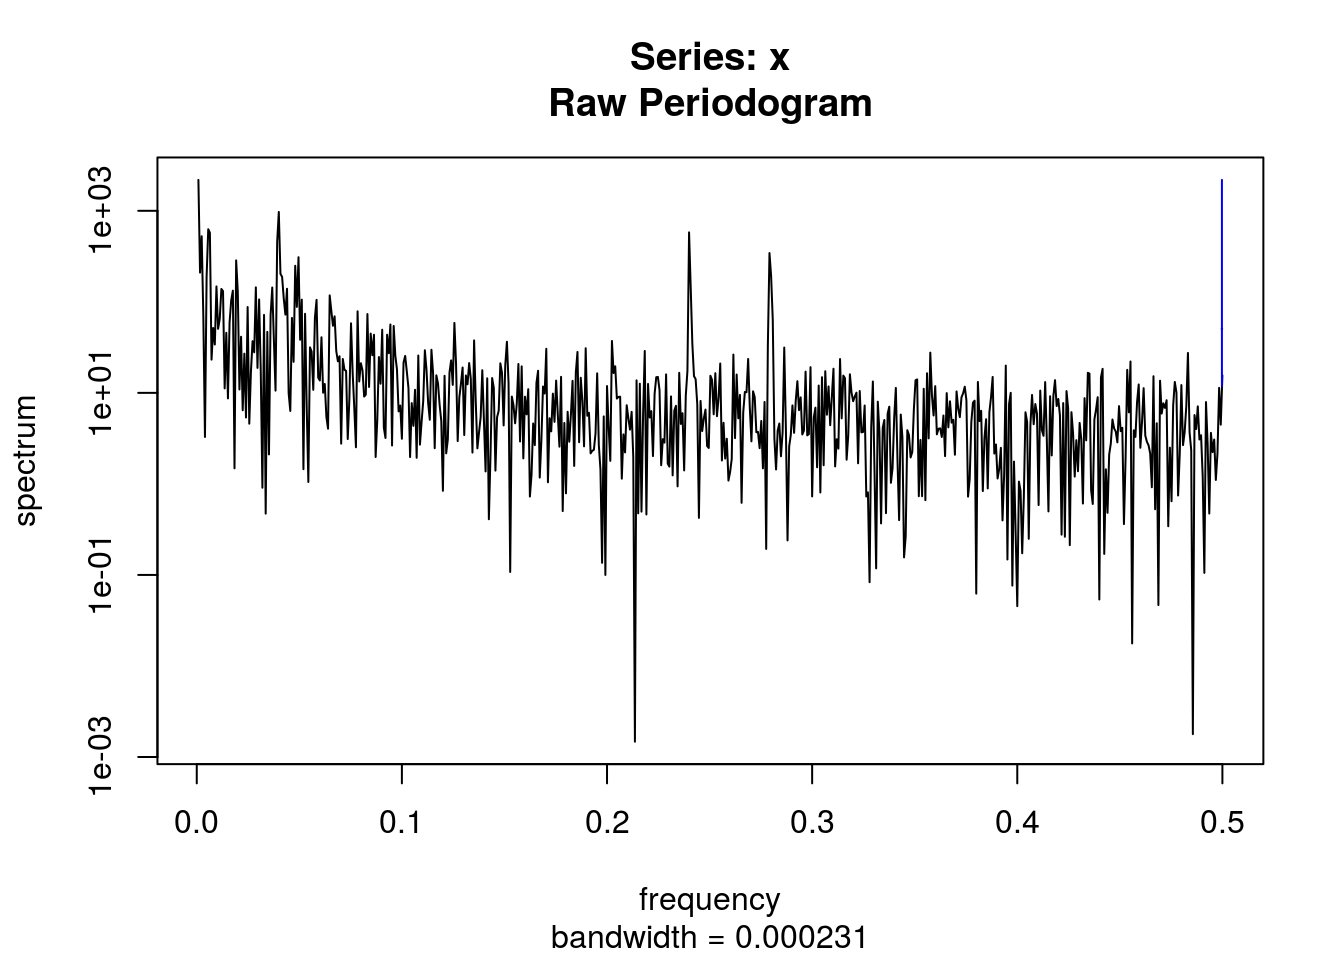 Series: x
Raw Periodogram
spectrum
1e+03
1e+01
1e-01
1e-03
0.0 0.1 0.2 0.3 0.4 0.5
frequency
bandwidth = 0.000231